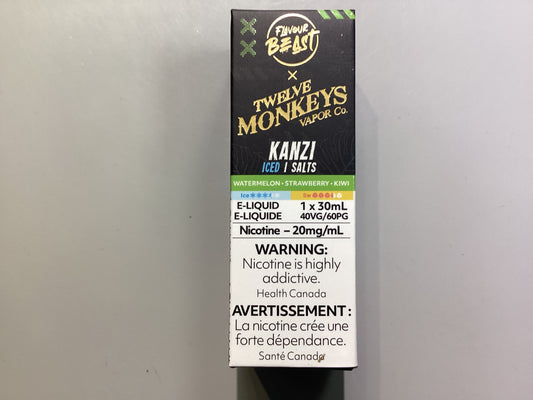 FLAVOUR
BEAST
×
TWELVE
MONKEYS
VAPOR Co.
KANZI
ICED | SALTS
WATERMELON • STRAWBERRY • KIWI
Ice
E-LIQUID 1 x 30mL
E-LIQUIDE 40VG/60PG
Nicotine – 20mg/mL
WARNING:
Nicotine is highly
addictive.
Health Canada
AVERTISSEMENT :
La nicotine crée une
forte dépendance.
Santé Canada